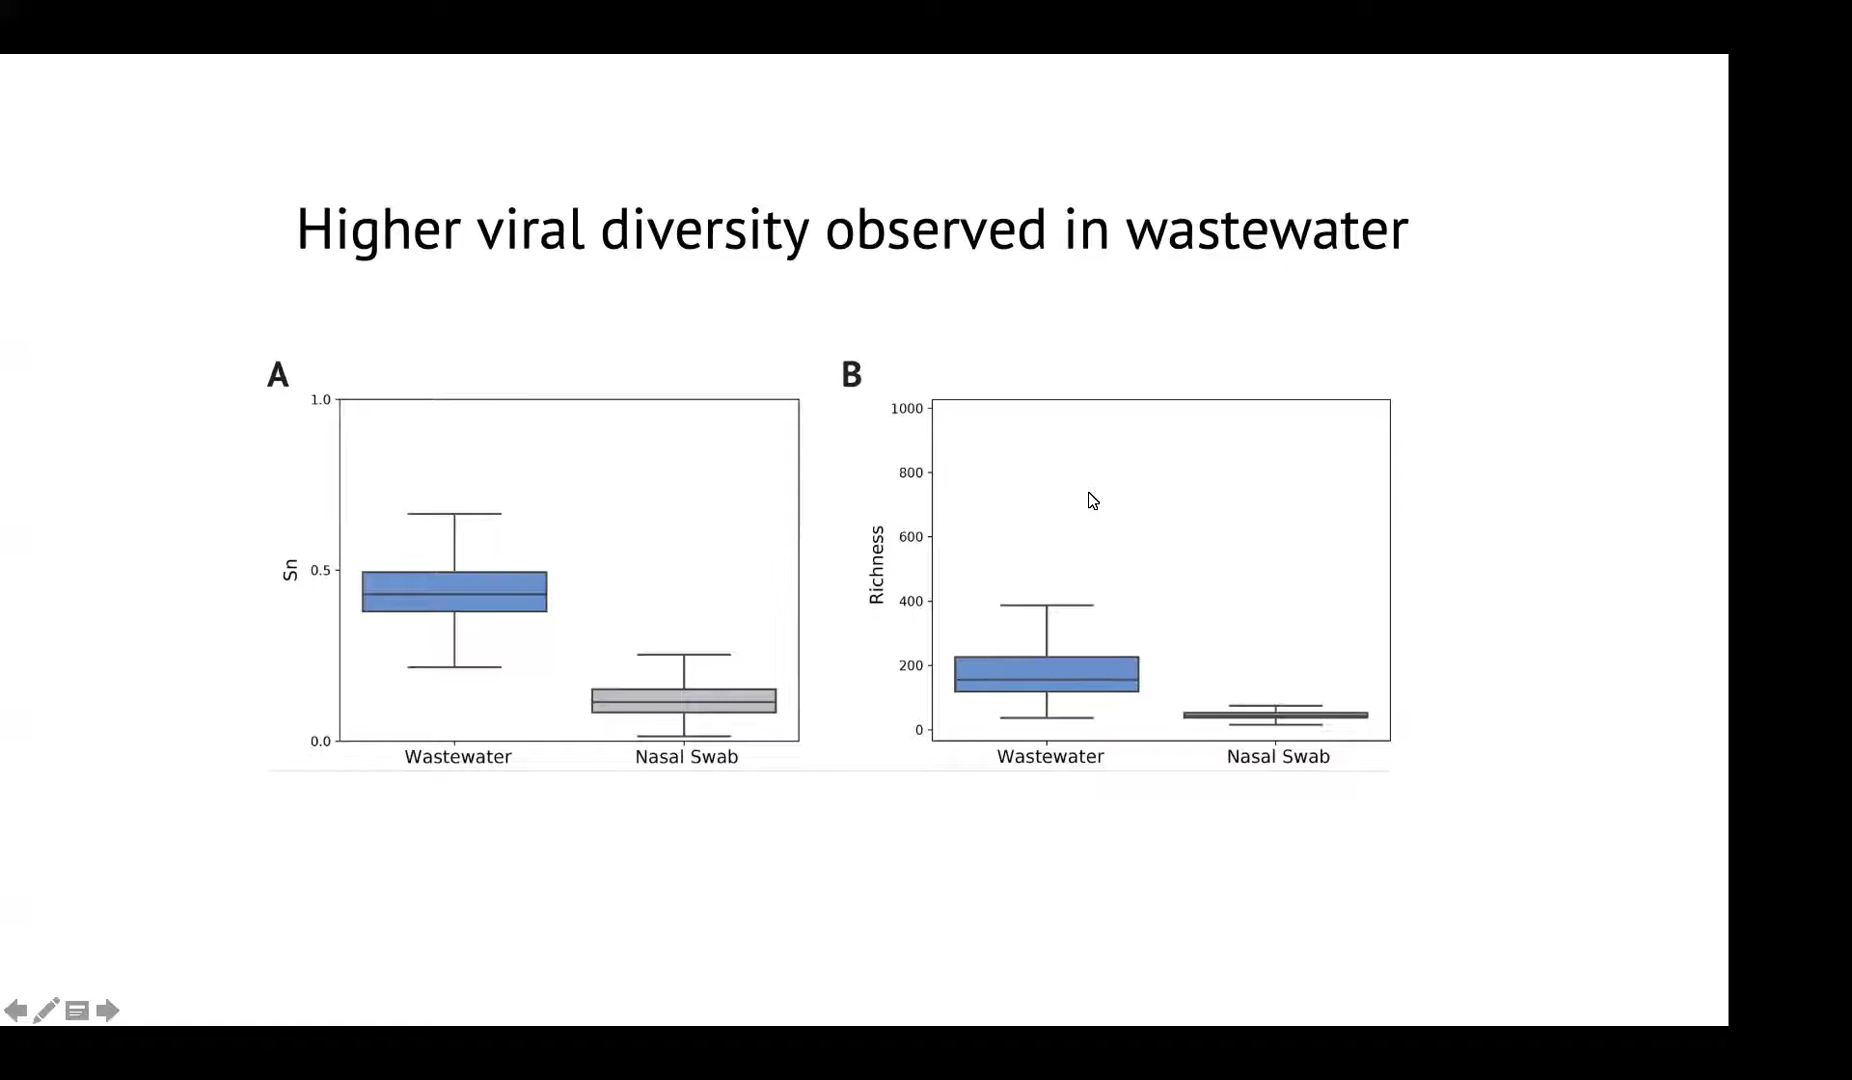 Higher viral diversity observed in wastewater
A
1.0
0.5
0.0
Sn
Wastewater
Nasal Swab
B
1000
800
600
400
200
0
Richness
Wastewater
Nasal Swab